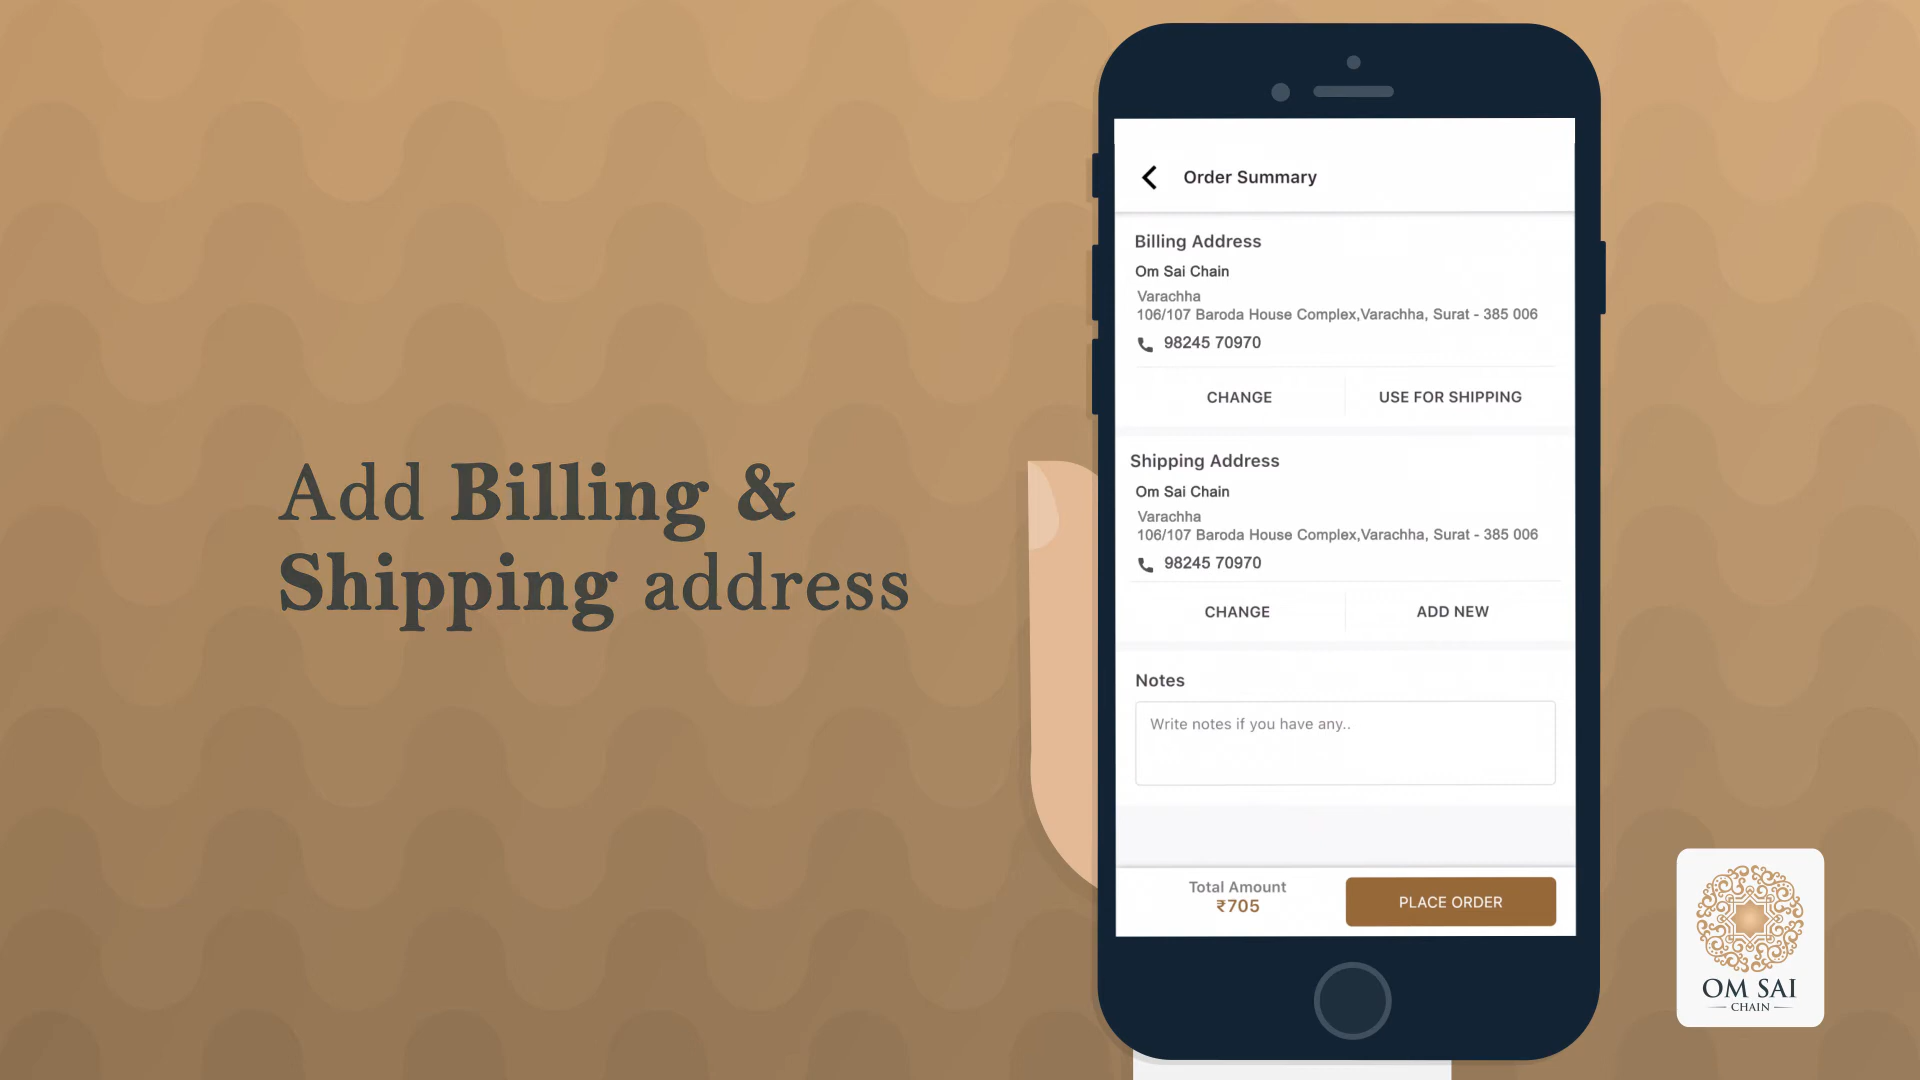 Add Billing &
Shipping address
Order Summary
Billing Address
Om Sai Chain
Varachha
106/107 Baroda House Complex,Varachha, Surat - 385 006
98245 70970
CHANGE
USE FOR SHIPPING
Shipping Address
Om Sai Chain
Varachha
106/107 Baroda House Complex,Varachha, Surat - 385 006
98245 70970
CHANGE
ADD NEW
Notes
Write notes if you have any..
Total Amount
₹705
PLACE ORDER
OM SAI
CHAIN